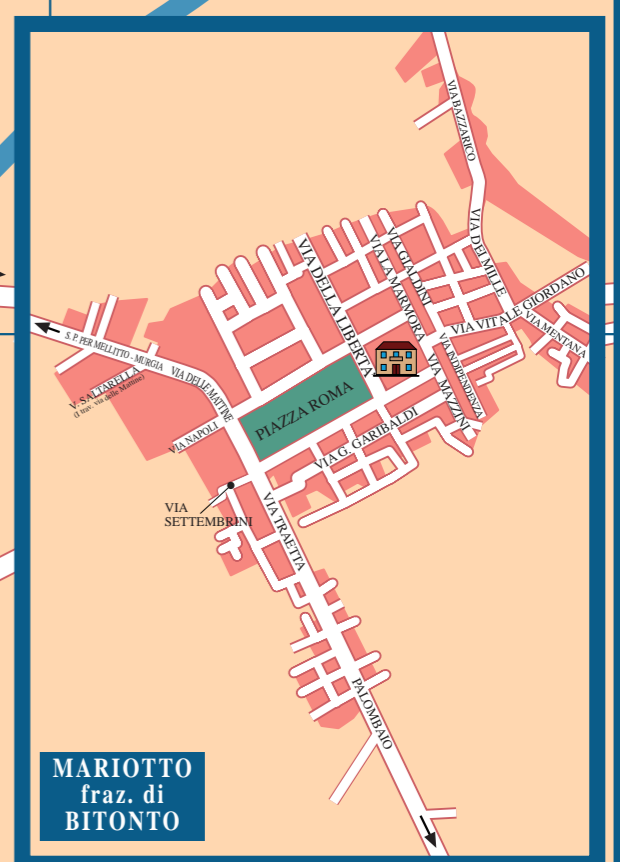 VIA BAZZARICO
VIA DEI MILLE
VIA GIALDINI
VIA LA MARMORA
VIA DELLA LIBERTA
VIA VITALE GIORDANO
VIA MENTANA
VIA INDIPENDENZA
VIA MAZZINI
S. P. PER MELLITTO - MURGIA
VIA DELLE MATTINE
V. SALTARELLA
(I trav. via delle Mattine)
VIA NAPOLI
PIAZZA ROMA
VIA G. GARIBALDI
VIA
SETTEMBRINI
VIA TRAETTA
PALOMBAIO
MARIOTTO
fraz. di
BITONTO